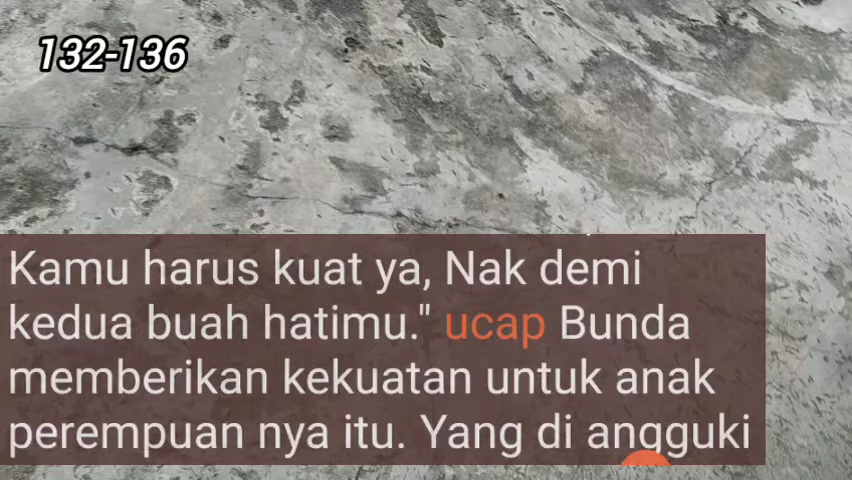 132-136
Kamu harus kuat ya, Nak demi
kedua buah hatimu." ucap Bunda
memberikan kekuatan untuk anak
perempuan nya itu. Yang di angguki